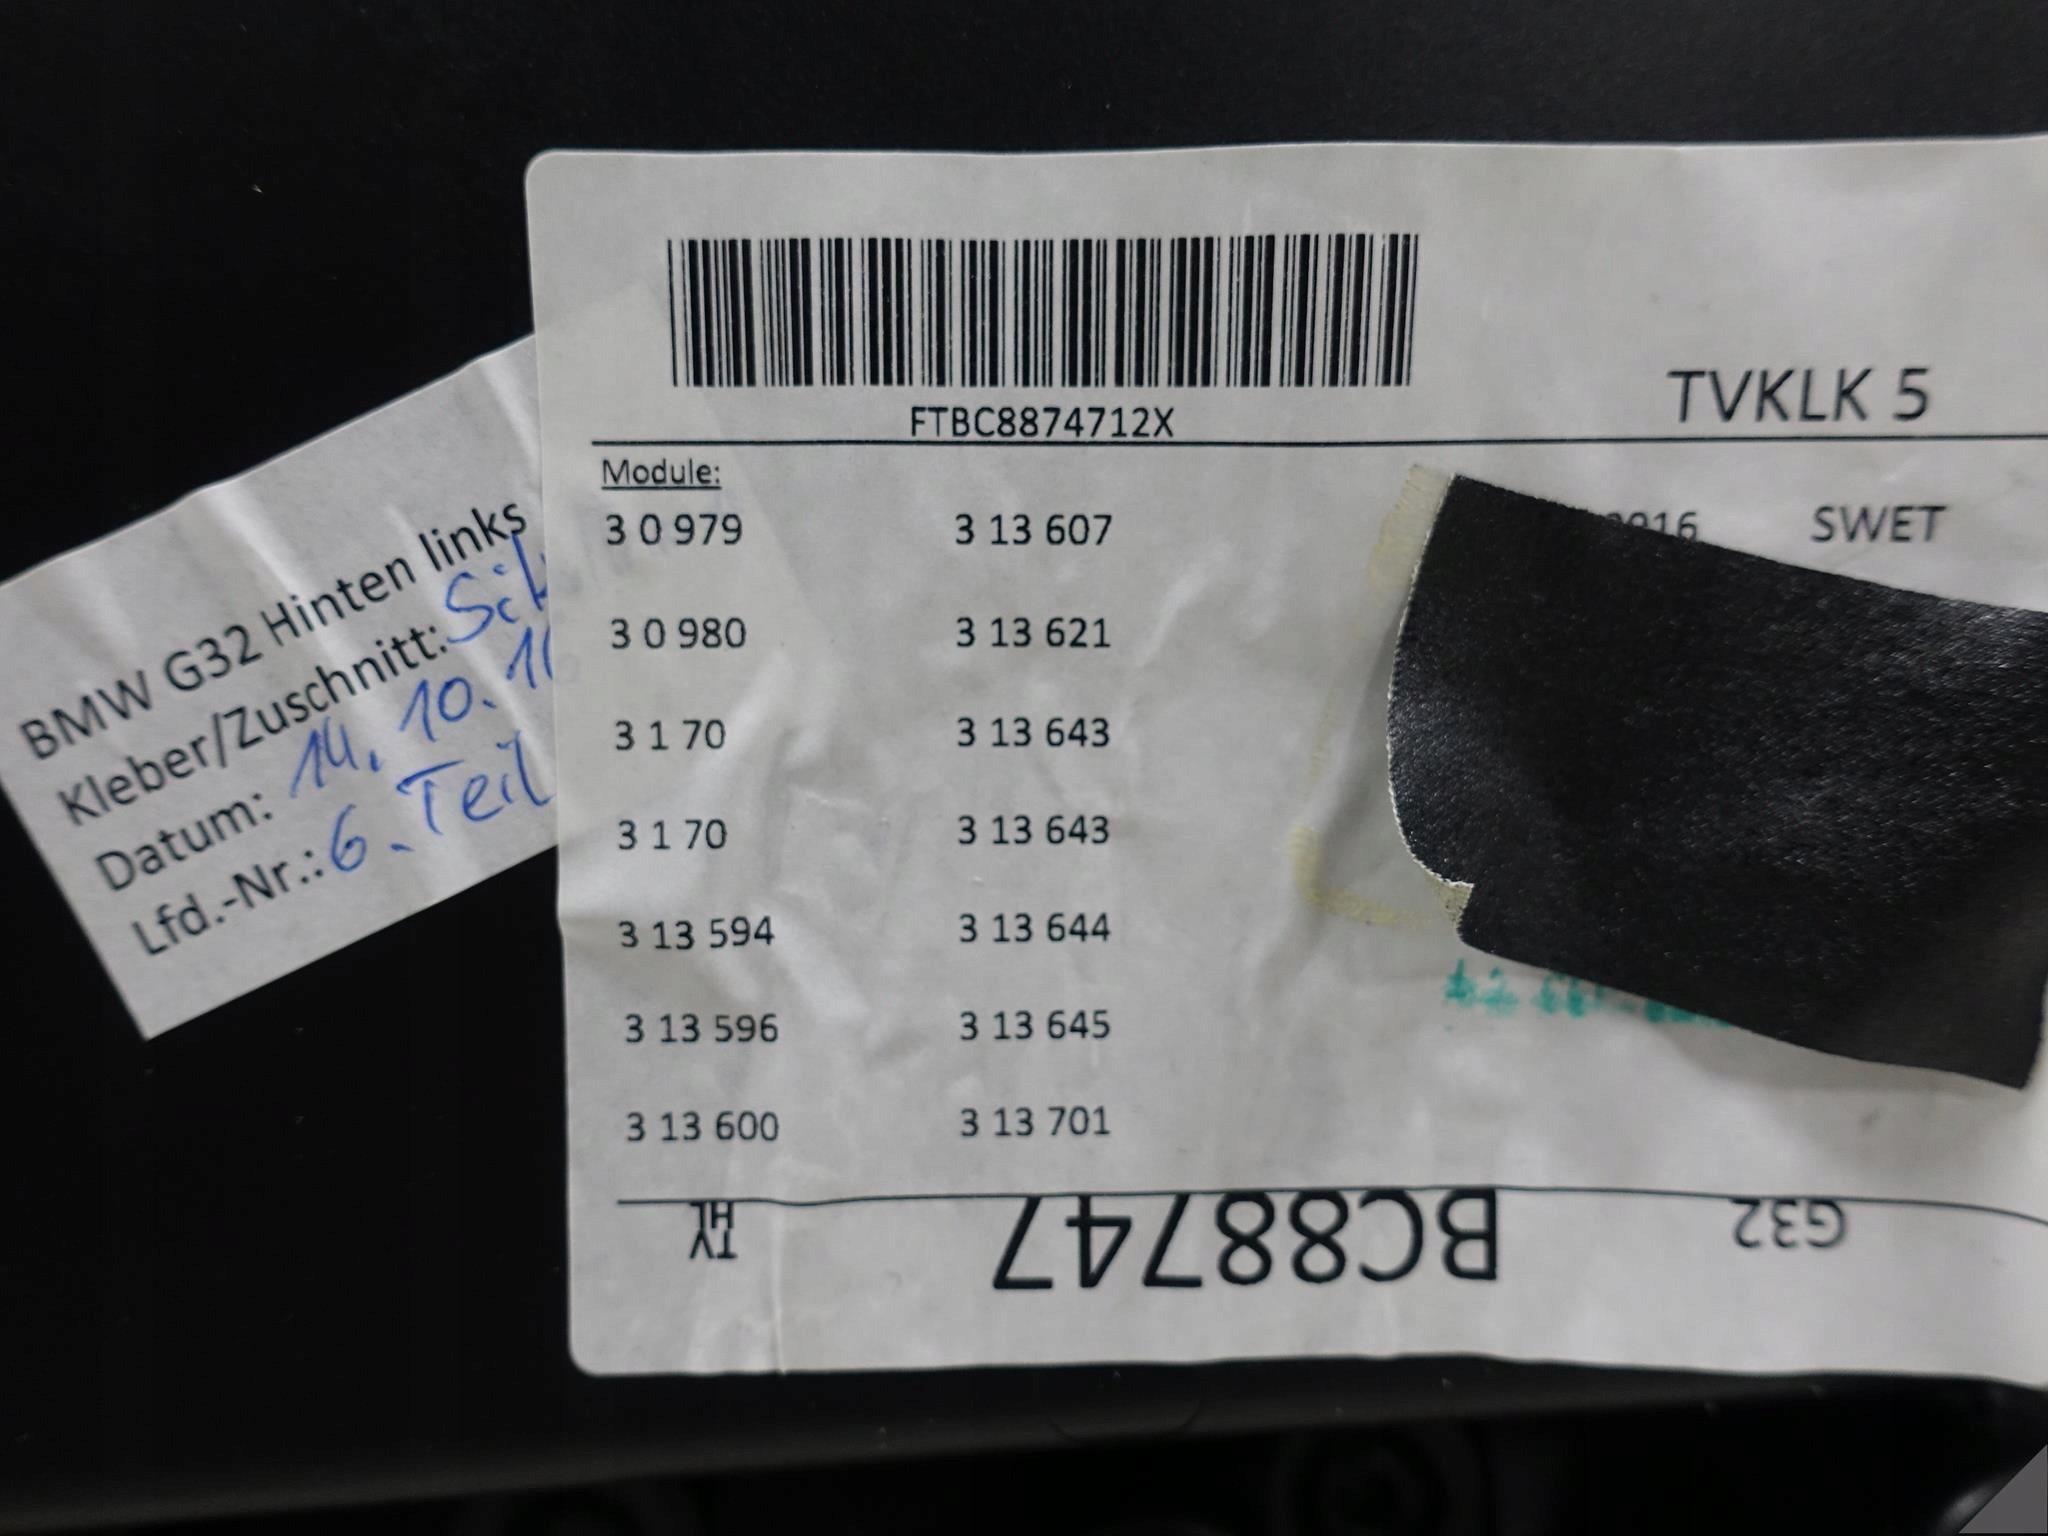 BMW G32 Hinten links
Kleber/Zuschnitt:
Datum: 14. 10. 16
Lfd.-Nr.: 6. Teil
FTBC8874712X
TVKLK 5
Module:
3 0 979 3 13 607
SWET
3 0 980 3 13 621
3 1 70 3 13 643
3 1 70 3 13 643
3 13 594 3 13 644
3 13 596 3 13 645
3 13 600 3 13 701
G32 BC88747 TV
HL